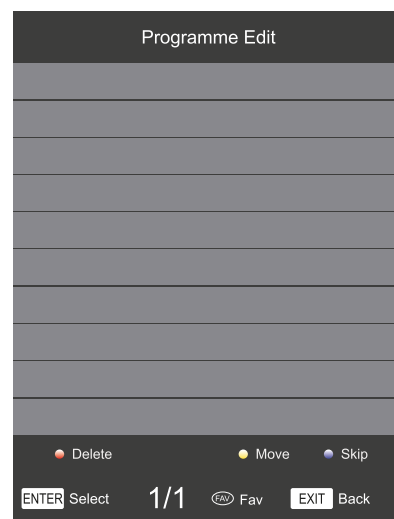 Programme Edit
Delete Move Skip
ENTER Select 1/1 FAV Fav EXIT Back